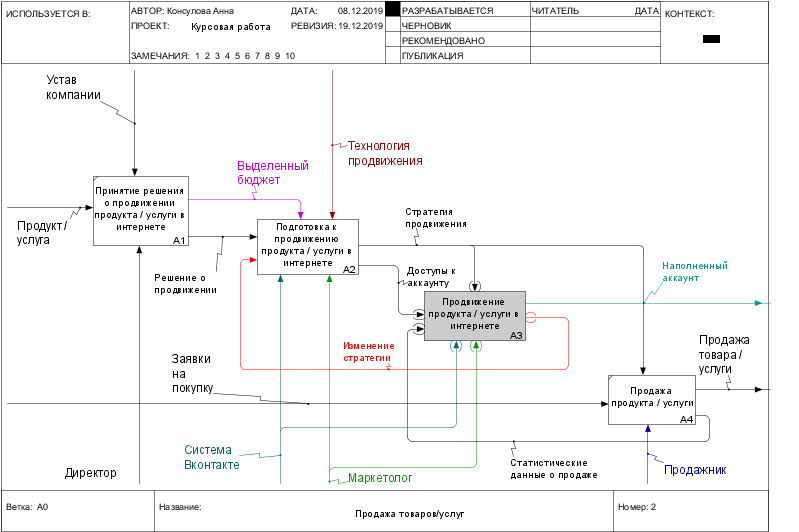 ИСПОЛЬЗУЕТСЯ В:
АВТОР: Консулова Анна
ДАТА: 08.12.2019
ПРОЕКТ: Курсовая работа
РЕВИЗИЯ: 19.12.2019
ЗАМЕЧАНИЯ: 1 2 3 4 5 6 7 8 9 10
РАЗРАБАТЫВАЕТСЯ
ЧЕРНОВИК
РЕКОМЕНДОВАНО
ПУБЛИКАЦИЯ
ЧИТАТЕЛЬ
ДАТА
КОНТЕКСТ:
Устав
компании
Технология
продвижения
Выделенный
бюджет
Принятие решения
о продвижении
продукта / услуги в
интернете
A1
Продукт /
услуга
Решение о
продвижении
Подготовка к
продвижению
продукта / услуги в
интернете
A2
Стратегия
продвижения
Доступы к
аккаунту
Наполненный
аккаунт
Продвижение
продукта / услуги в
интернете
A3
Изменение
стратегии
Заявки
на
покупку
Продажа
товара /
услуги
Продажа
продукта / услуги
A4
Система
Вконтакте
Директор
Маркетолог
Статистические
данные о продаже
Продажник
Ветка: A0
Название:
Продажа товаров/услуг
Номер: 2